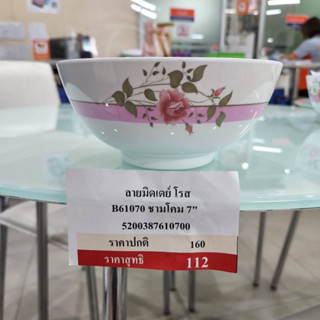 ลายมิดเดย์ โรส
B61070 ชามโคม 7"
5200387610700
ราคาปกติ 160
ราคาสุทธิ 112